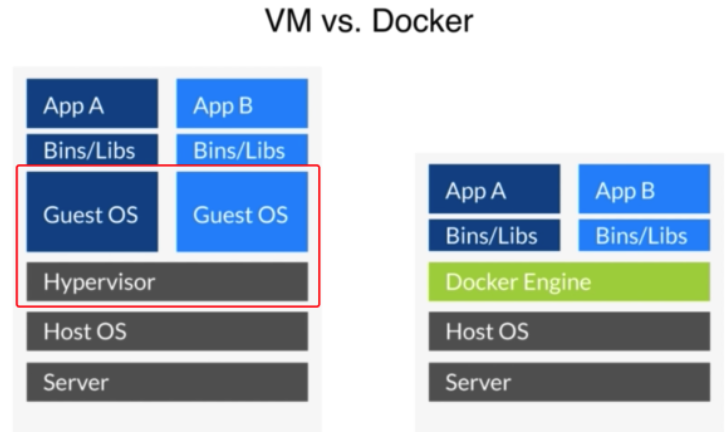 VM vs. Docker
App A
App B
Bins/Libs
Bins/Libs
Guest OS
Guest OS
Hypervisor
Host OS
Server
App A
App B
Bins/Libs
Bins/Libs
Docker Engine
Host OS
Server